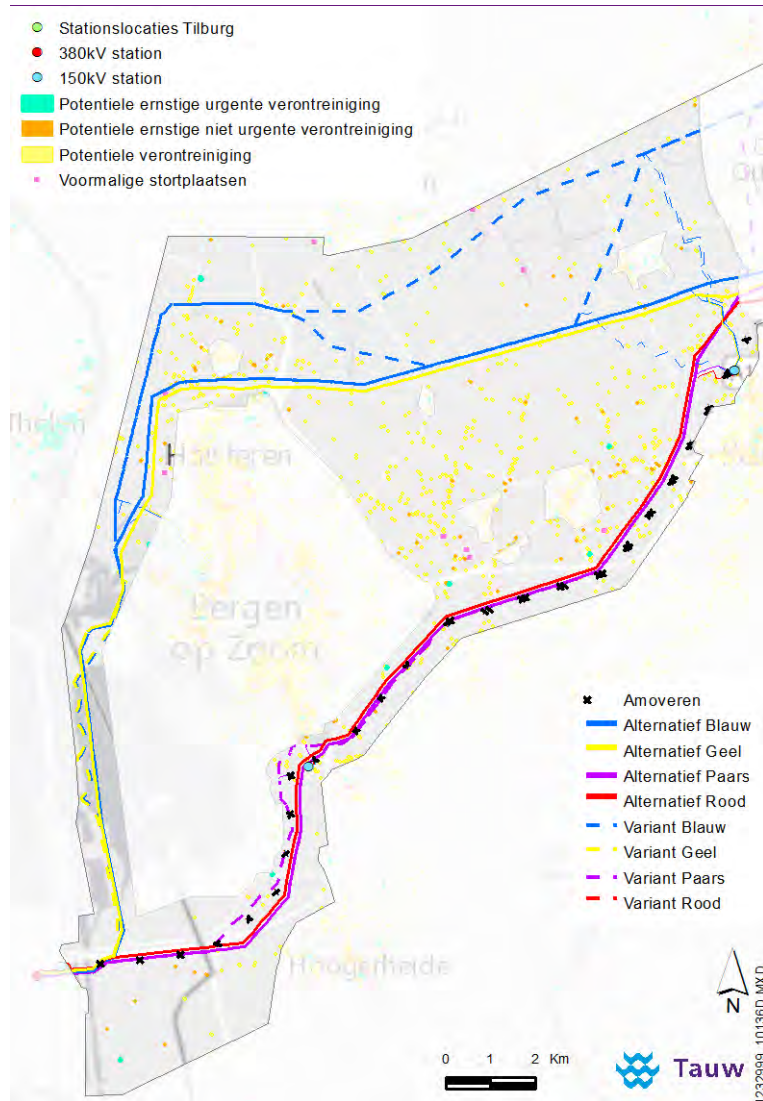 Stationslocaties Tilburg
380kV station
150kV station
Potentiele ernstige urgente verontreiniging
Potentiele ernstige niet urgente verontreiniging
Potentiele verontreiniging
Voormalige stortplaatsen
Bergen
op Zoom
Hoogerheide
Amoveren
Alternatief Blauw
Alternatief Geel
Alternatief Paars
Alternatief Rood
Variant Blauw
Variant Geel
Variant Paars
Variant Rood
N
0 1 2 Km
Tauw
1232999_10136D_MXD